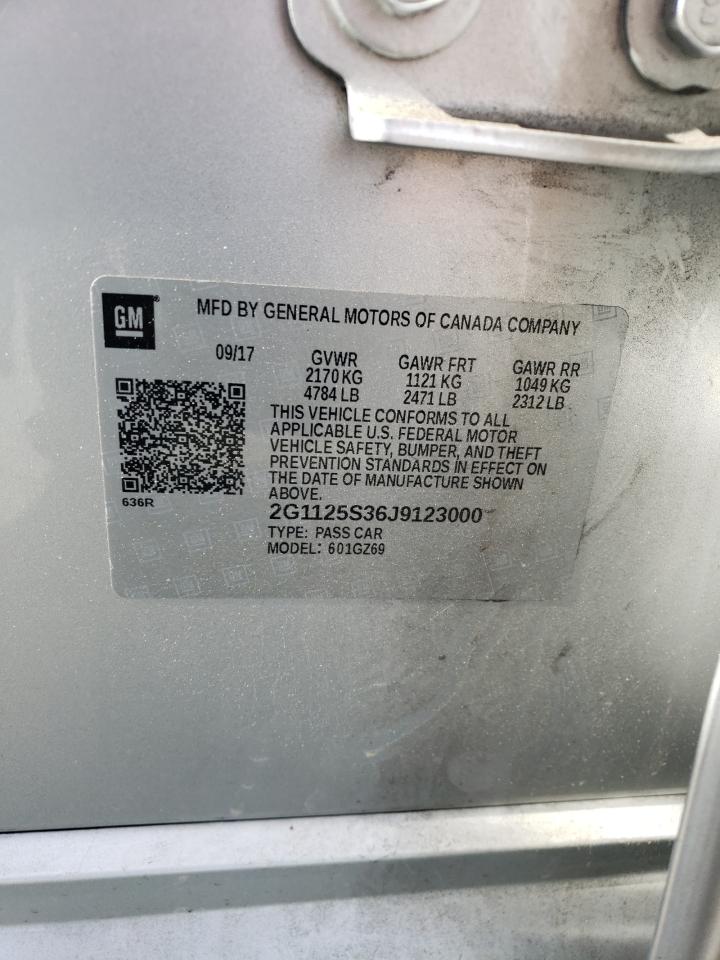 GM
MFD BY GENERAL MOTORS OF CANADA COMPANY
09/17
GVWR
2170 KG
4784 LB
GAWR FRT
1121 KG
2471 LB
GAWR RR
1049 KG
2312 LB
THIS VEHICLE CONFORMS TO ALL
APPLICABLE U.S. FEDERAL MOTOR
VEHICLE SAFETY, BUMPER, AND THEFT
PREVENTION STANDARDS IN EFFECT ON
THE DATE OF MANUFACTURE SHOWN
ABOVE.
636R
2G1125S36J9123000
TYPE: PASS CAR
MODEL: 601GZ69